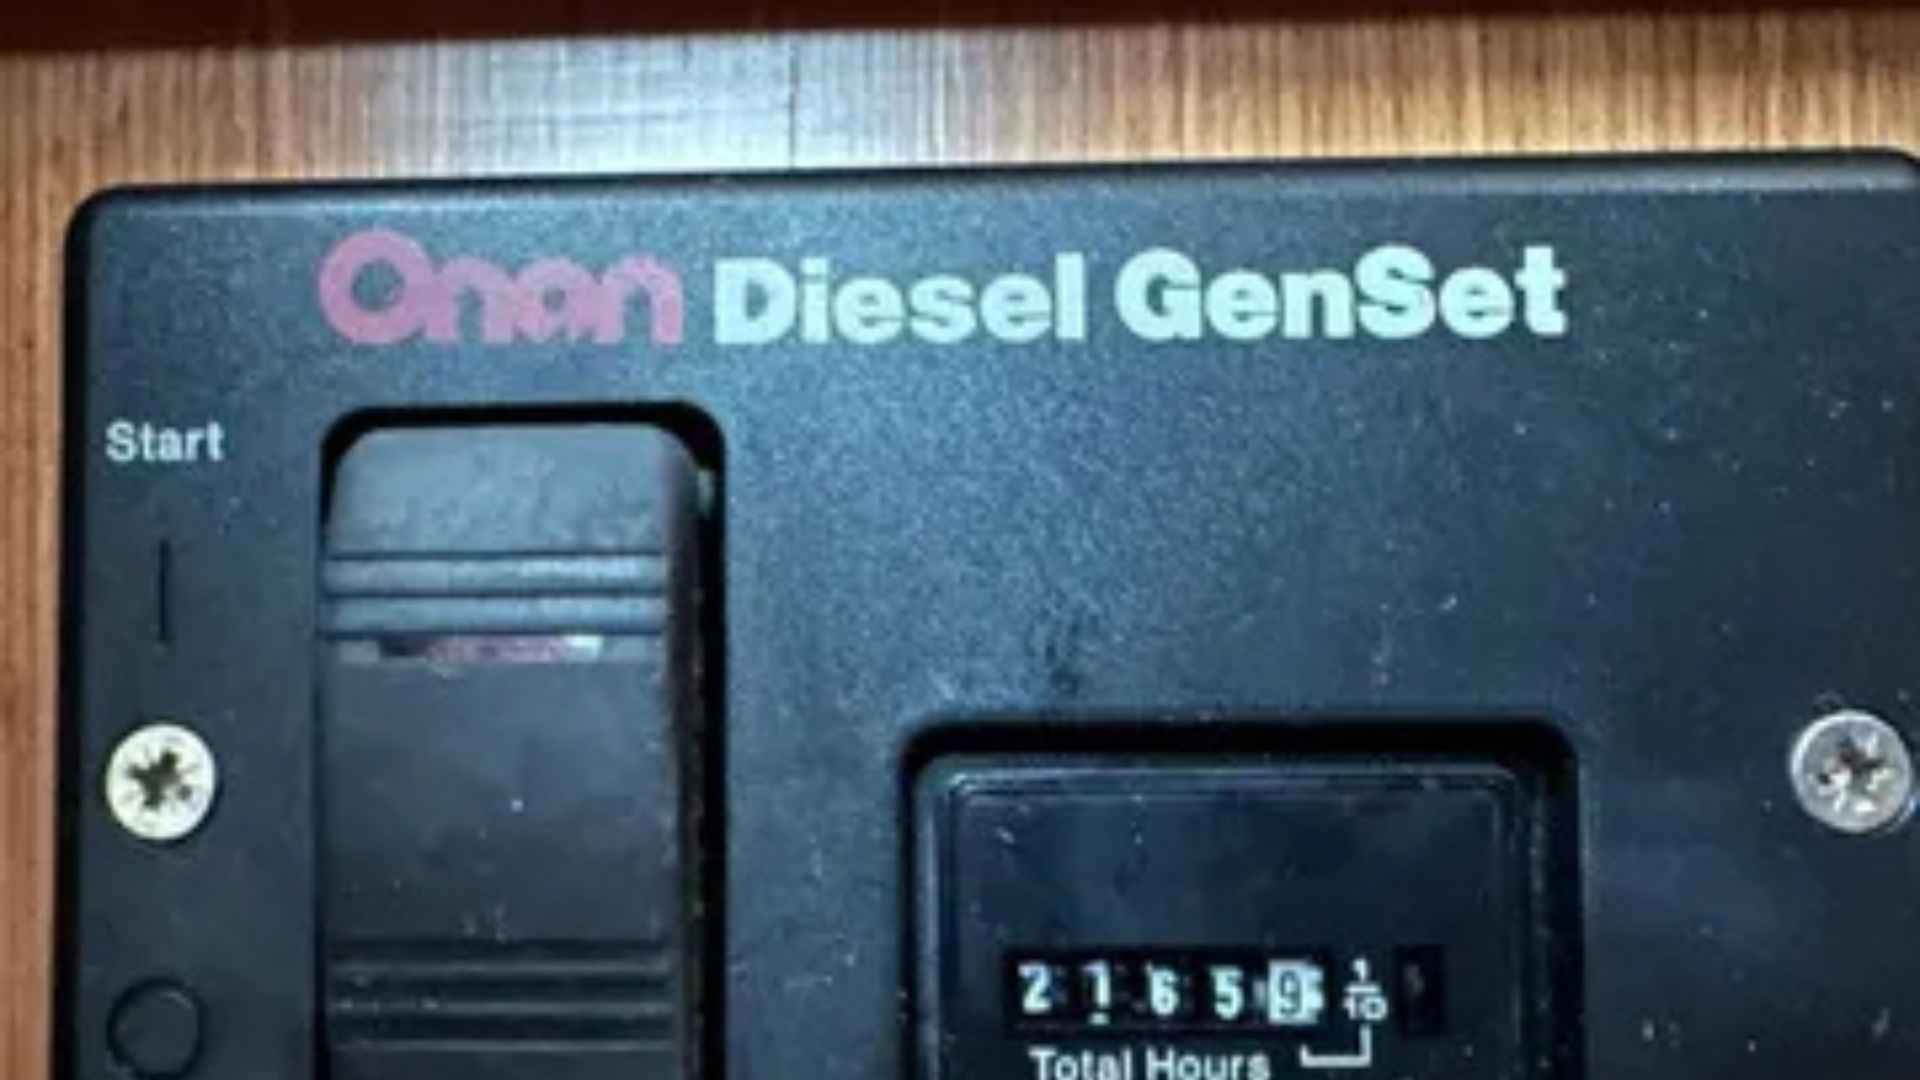 Onan Diesel GenSet
Start
2 1 6 5 9 1/10
Total Hours